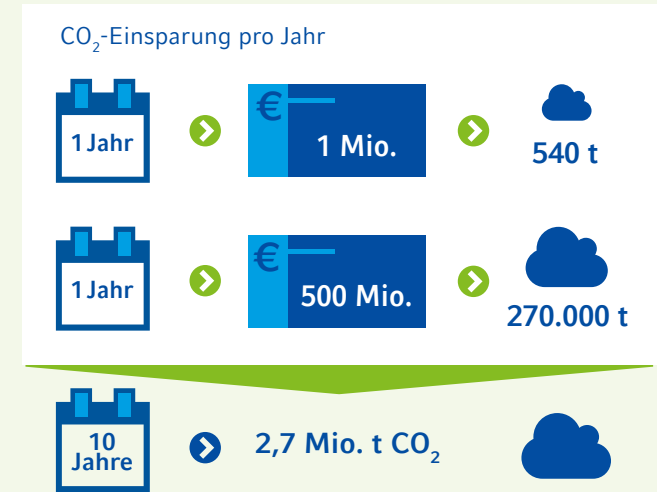 CO₂-Einsparung pro Jahr
1 Jahr
€
1 Mio.
540 t
1 Jahr
€
500 Mio.
270.000 t
10
Jahre
2,7 Mio. t CO₂